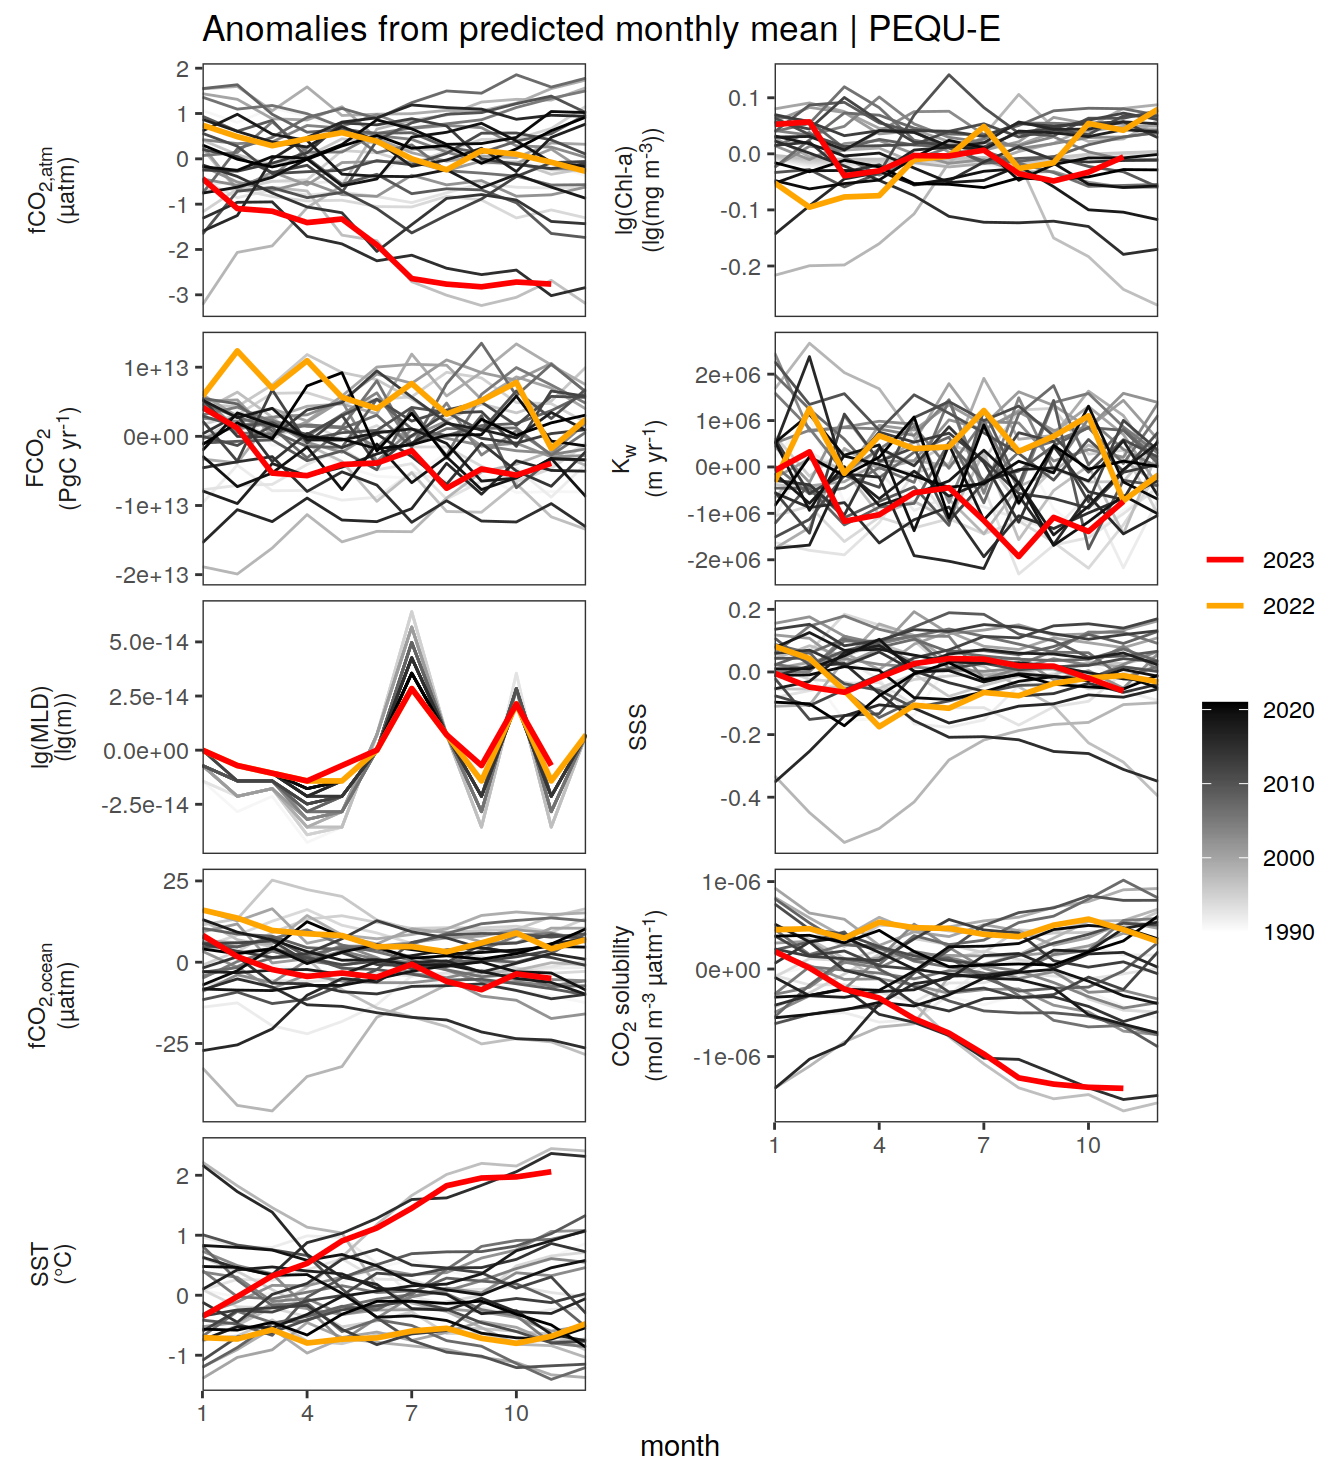 Anomalies from predicted monthly mean | PEQU-E
fCO2,atm
(µatm)
2
1
0
-1
-2
-3
lg(Chl-a)
(lg(mg m-3))
0.1
0.0
-0.1
-0.2
FCO2
(PgC yr-1)
1e+13
0e+00
-1e+13
-2e+13
Kw
(m yr-1)
2e+06
1e+06
0e+00
-1e+06
-2e+06
lg(MLD)
(lg(m))
5.0e-14
2.5e-14
0.0e+00
-2.5e-14
SSS
0.2
0.0
-0.2
-0.4
fCO2,ocean
(µatm)
25
0
-25
CO2 solubility
(mol m-3 µatm-1)
1e-06
0e+00
-1e-06
1 4 7 10
SST
(°C)
2
1
0
-1
1 4 7 10
month
2023
2022
2020
2010
2000
1990